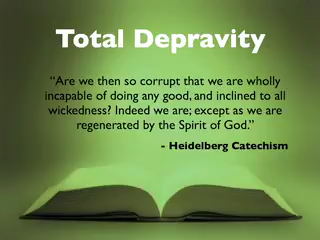 Total Depravity
“Are we then so corrupt that we are wholly
incapable of doing any good, and inclined to all
wickedness? Indeed we are; except as we are
regenerated by the Spirit of God.”
- Heidelberg Catechism